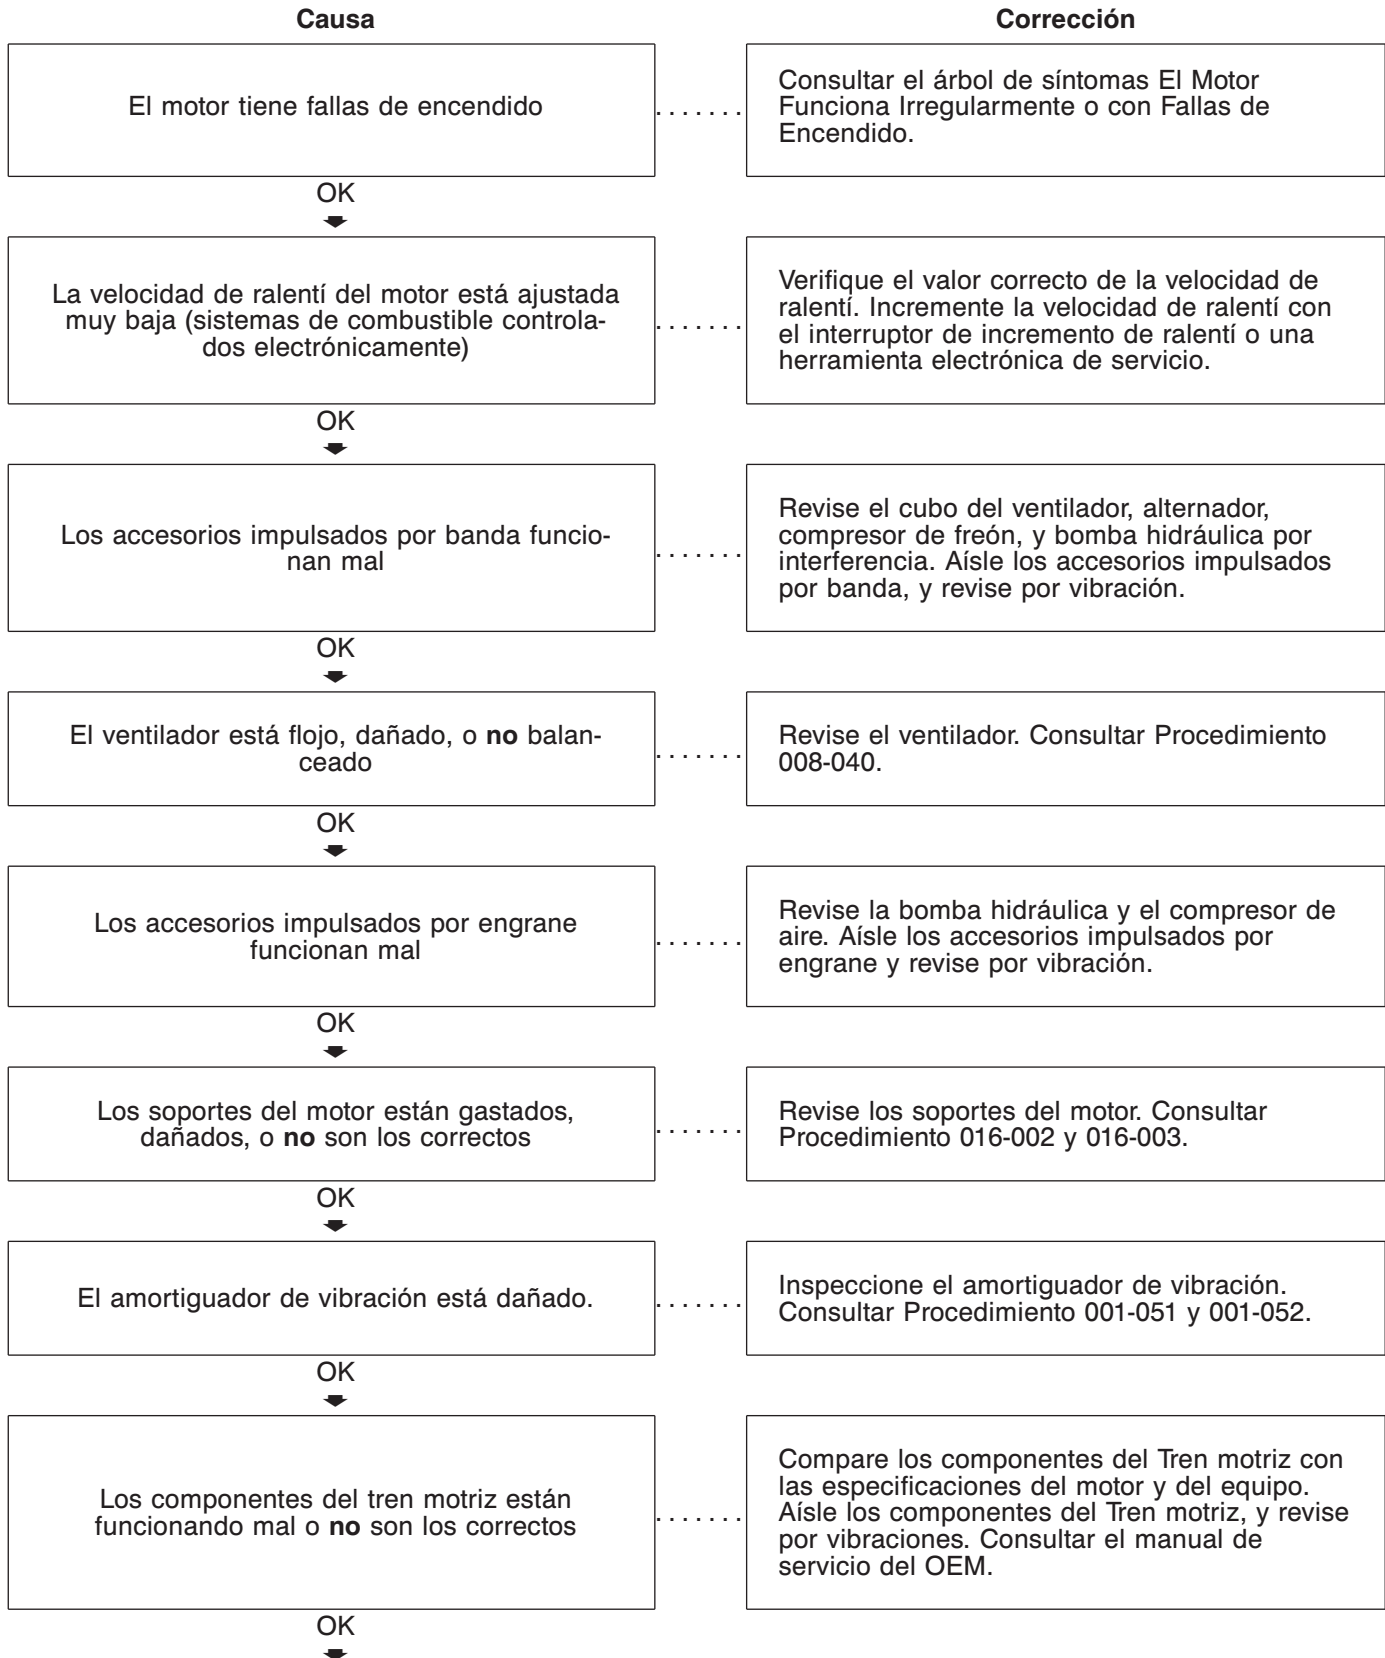 Causa
Corrección
El motor tiene fallas de encendido
.......
Consultar el árbol de síntomas El Motor
Funciona Irregularmente o con Fallas de
Encendido.
OK
La velocidad de ralentí del motor está ajustada
muy baja (sistemas de combustible controla-
dos electrónicamente)
.......
Verifique el valor correcto de la velocidad de
ralentí. Incremente la velocidad de ralentí con
el interruptor de incremento de ralentí o una
herramienta electrónica de servicio.
OK
Los accesorios impulsados por banda funcio-
nan mal
.......
Revise el cubo del ventilador, alternador,
compresor de freón, y bomba hidráulica por
interferencia. Aísle los accesorios impulsados
por banda, y revise por vibración.
OK
El ventilador está flojo, dañado, o no balan-
ceado
.......
Revise el ventilador. Consultar Procedimiento
008-040.
OK
Los accesorios impulsados por engrane
funcionan mal
.......
Revise la bomba hidráulica y el compresor de
aire. Aísle los accesorios impulsados por
engrane y revise por vibración.
OK
Los soportes del motor están gastados,
dañados, o no son los correctos
.......
Revise los soportes del motor. Consultar
Procedimiento 016-002 y 016-003.
OK
El amortiguador de vibración está dañado.
.......
Inspeccione el amortiguador de vibración.
Consultar Procedimiento 001-051 y 001-052.
OK
Los componentes del tren motriz están
funcionando mal o no son los correctos
.......
Compare los componentes del Tren motriz con
las especificaciones del motor y del equipo.
Aísle los componentes del Tren motriz, y revise
por vibraciones. Consultar el manual de
servicio del OEM.
OK